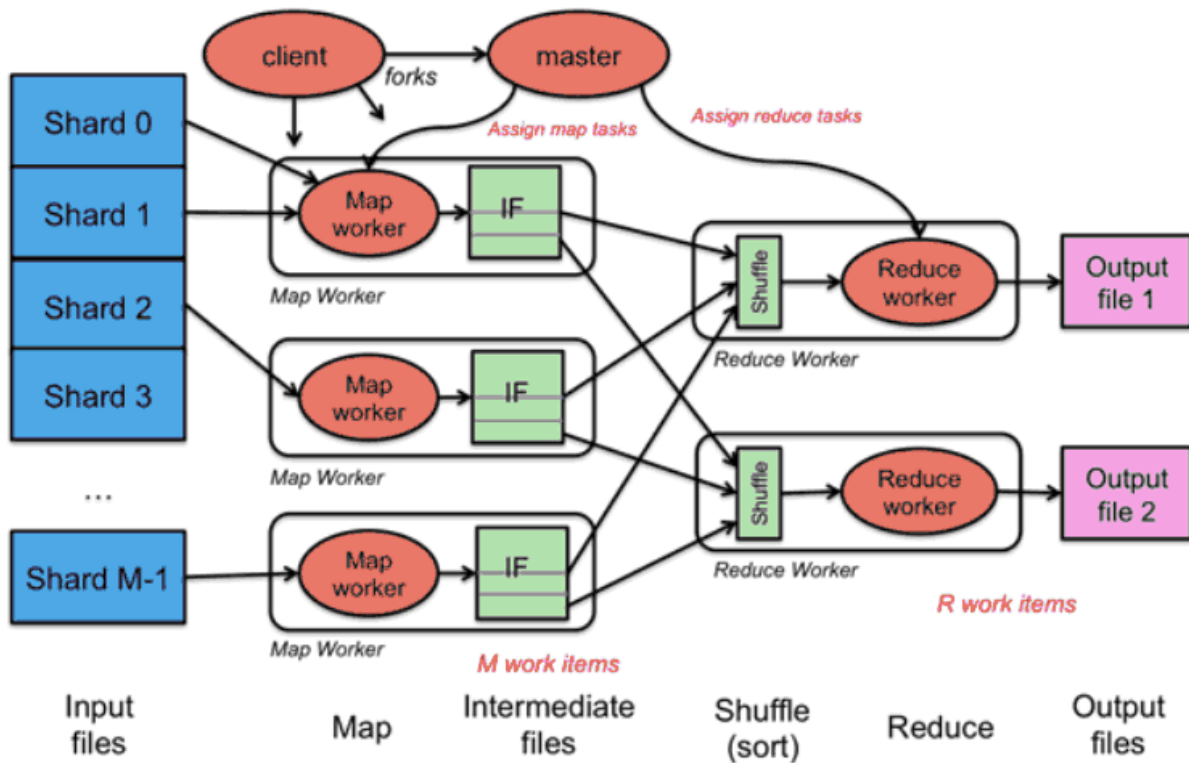 client
master
forks
Assign map tasks
Assign reduce tasks
Shard 0
Shard 1
Shard 2
Shard 3
...
Shard M-1
Map
worker
IF
Map Worker
Map
worker
IF
Map Worker
Map
worker
IF
Map Worker
M work items
Shuffle
Reduce
worker
Reduce Worker
Shuffle
Reduce
worker
Reduce Worker
R work items
Output
file 1
Output
file 2
Input
files
Map
Intermediate
files
Shuffle
(sort)
Reduce
Output
files